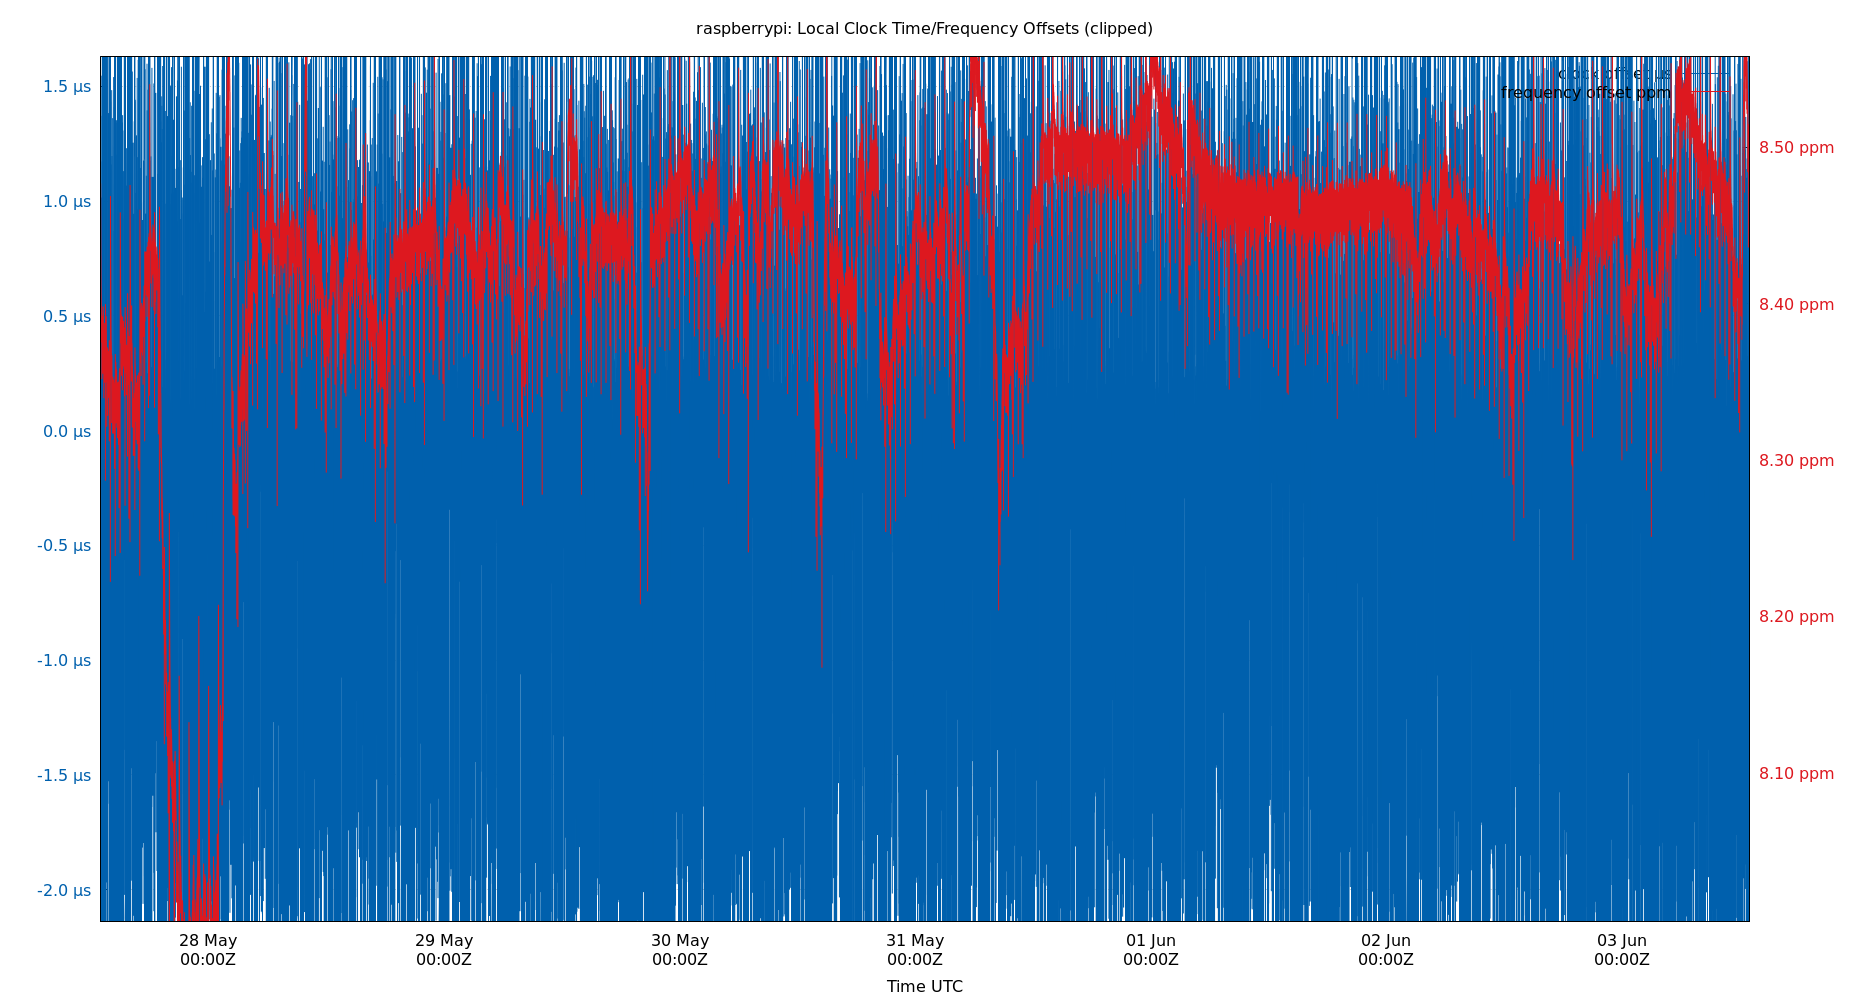 raspberrypi: Local Clock Time/Frequency Offsets (clipped)
clock offset µs
frequency offset ppm
1.5 µs
1.0 µs
0.5 µs
0.0 µs
-0.5 µs
-1.0 µs
-1.5 µs
-2.0 µs
8.50 ppm
8.40 ppm
8.30 ppm
8.20 ppm
8.10 ppm
28 May 29 May 30 May 31 May 01 Jun 02 Jun 03 Jun
00:00Z 00:00Z 00:00Z 00:00Z 00:00Z 00:00Z 00:00Z
Time UTC